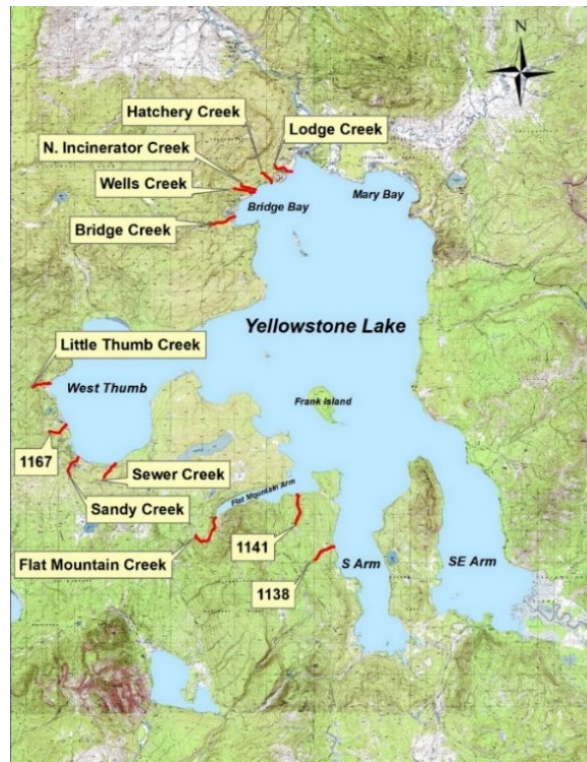 N
Hatchery Creek
Lodge Creek
N. Incinerator Creek
Wells Creek
Mary Bay
Bridge Bay
Bridge Creek
Yellowstone Lake
Little Thumb Creek
West Thumb
Frank Island
1167
Sewer Creek
Flat Mountain Arm
Sandy Creek
1141
Flat Mountain Creek
S Arm
SE Arm
1138